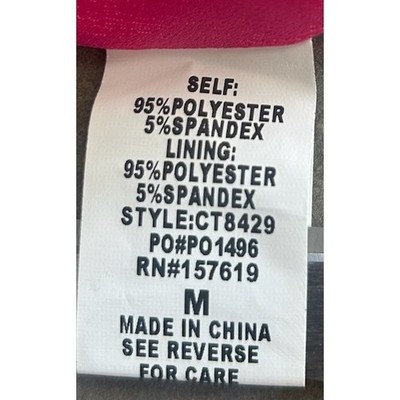 SELF:
95%POLYESTER
5%SPANDEX
LINING:
95%POLYESTER
5%SPANDEX
STYLE:CT8429
PO#PO1496
RN#157619
M
MADE IN CHINA
SEE REVERSE
FOR CARE